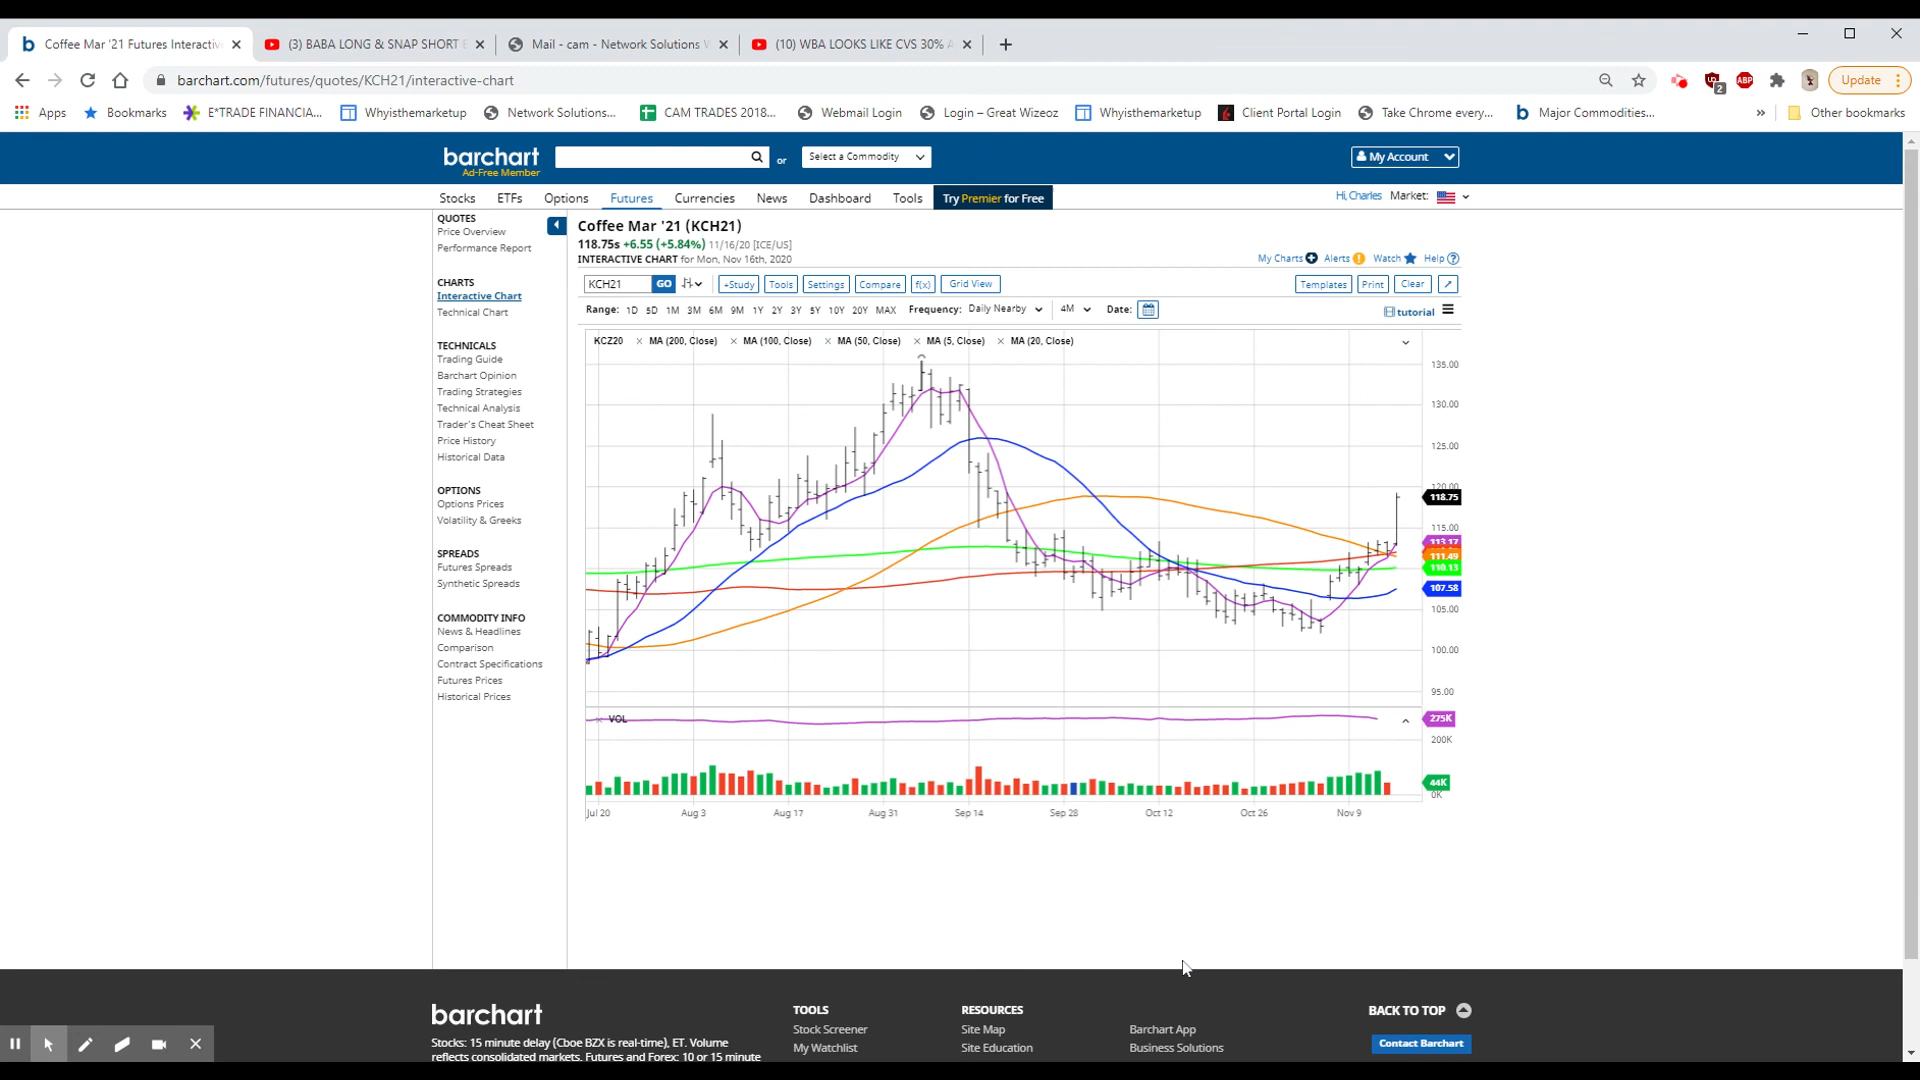 Coffee Mar '21 Futures Interactiv
(3) BABA LONG & SNAP SHORT E
Mail - cam - Network Solutions W
(10) WBA LOOKS LIKE CVS 30% A
barchart.com/futures/quotes/KCH21/interactive-chart
2
ABP
Update
Apps
Bookmarks
E*TRADE FINANCIA...
Whyisthemarketup
Network Solutions...
CAM TRADES 2018...
Webmail Login
Login – Great Wizeoz
Whyisthemarketup
Client Portal Login
Take Chrome every...
Major Commodities...
»
Other bookmarks
barchart
Ad-Free Member
or
Select a Commodity
My Account
Stocks
ETFs
Options
Futures
Currencies
News
Dashboard
Tools
Try Premier for Free
Hi, Charles
Market:
QUOTES
Price Overview
Performance Report
CHARTS
Interactive Chart
Technical Chart
TECHNICALS
Trading Guide
Barchart Opinion
Trading Strategies
Technical Analysis
Trader's Cheat Sheet
Price History
Historical Data
OPTIONS
Options Prices
Volatility & Greeks
SPREADS
Futures Spreads
Synthetic Spreads
COMMODITY INFO
News & Headlines
Comparison
Contract Specifications
Futures Prices
Historical Prices
Coffee Mar '21 (KCH21)
118.75s +6.55 (+5.84%) 11/16/20 [ICE/US]
INTERACTIVE CHART for Mon, Nov 16th, 2020
My Charts
Alerts
Watch
Help
KCH21
GO
+Study
Tools
Settings
Compare
f(x)
Grid View
Templates
Print
Clear
Range: 1D 5D 1M 3M 6M 9M 1Y 2Y 3Y 5Y 10Y 20Y MAX
Frequency: Daily Nearby
4M
Date:
tutorial
KCZ20
MA (200, Close)
MA (100, Close)
MA (50, Close)
MA (5, Close)
MA (20, Close)
135.00
130.00
125.00
120.00
118.75
115.00
113.17
111.49
110.13
107.58
105.00
100.00
95.00
VOL
275K
200K
44K
0K
Jul 20
Aug 3
Aug 17
Aug 31
Sep 14
Sep 28
Oct 12
Oct 26
Nov 9
barchart
Stocks: 15 minute delay (Cboe BZX is real-time), ET. Volume
reflects consolidated markets. Futures and Forex: 10 or 15 minute
TOOLS
Stock Screener
My Watchlist
RESOURCES
Site Map
Site Education
Barchart App
Business Solutions
BACK TO TOP
Contact Barchart